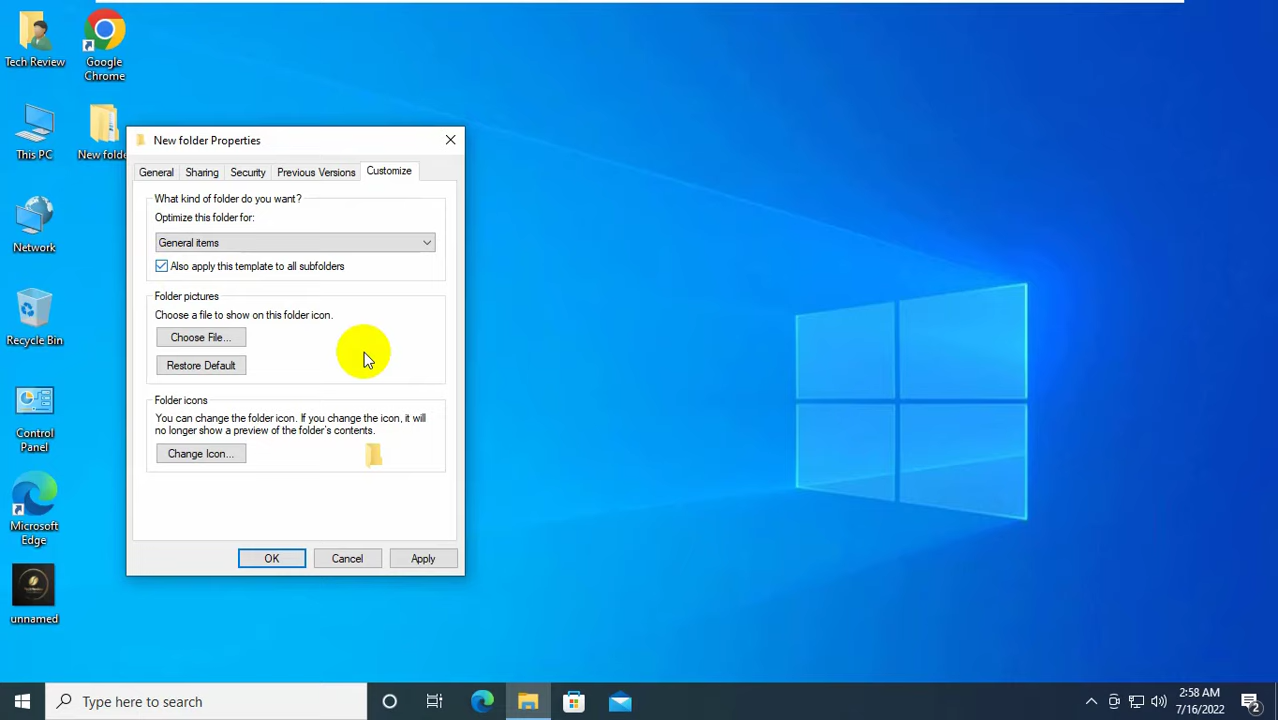 Tech Review
Google
Chrome
This PC
New folde
Network
Recycle Bin
Control
Panel
Microsoft
Edge
unnamed
New folder Properties
General
Sharing
Security
Previous Versions
Customize
What kind of folder do you want?
Optimize this folder for:
General items
Also apply this template to all subfolders
Folder pictures
Choose a file to show on this folder icon.
Choose File...
Restore Default
Folder icons
You can change the folder icon. If you change the icon, it will
no longer show a preview of the folder's contents.
Change Icon...
OK
Cancel
Apply
Type here to search
2:58 AM
7/16/2022
2